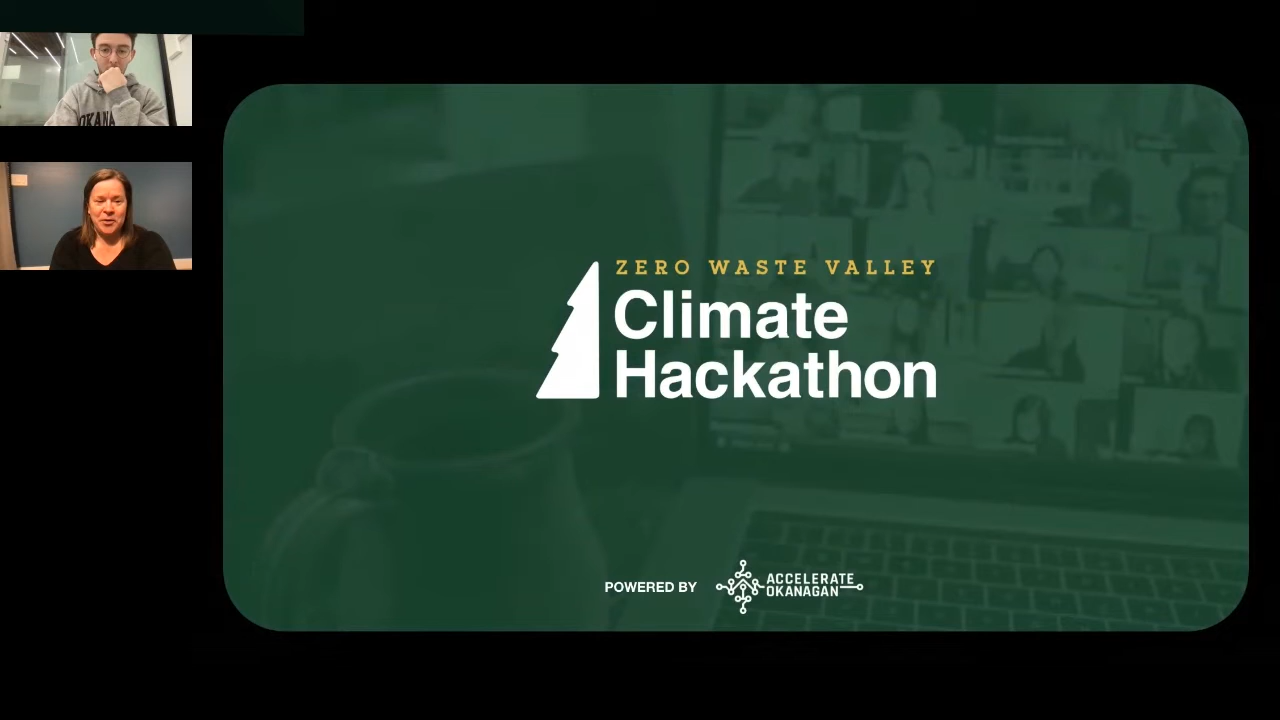 ZERO WASTE VALLEY
Climate
Hackathon
POWERED BY
ACCELERATE
OKANAGAN